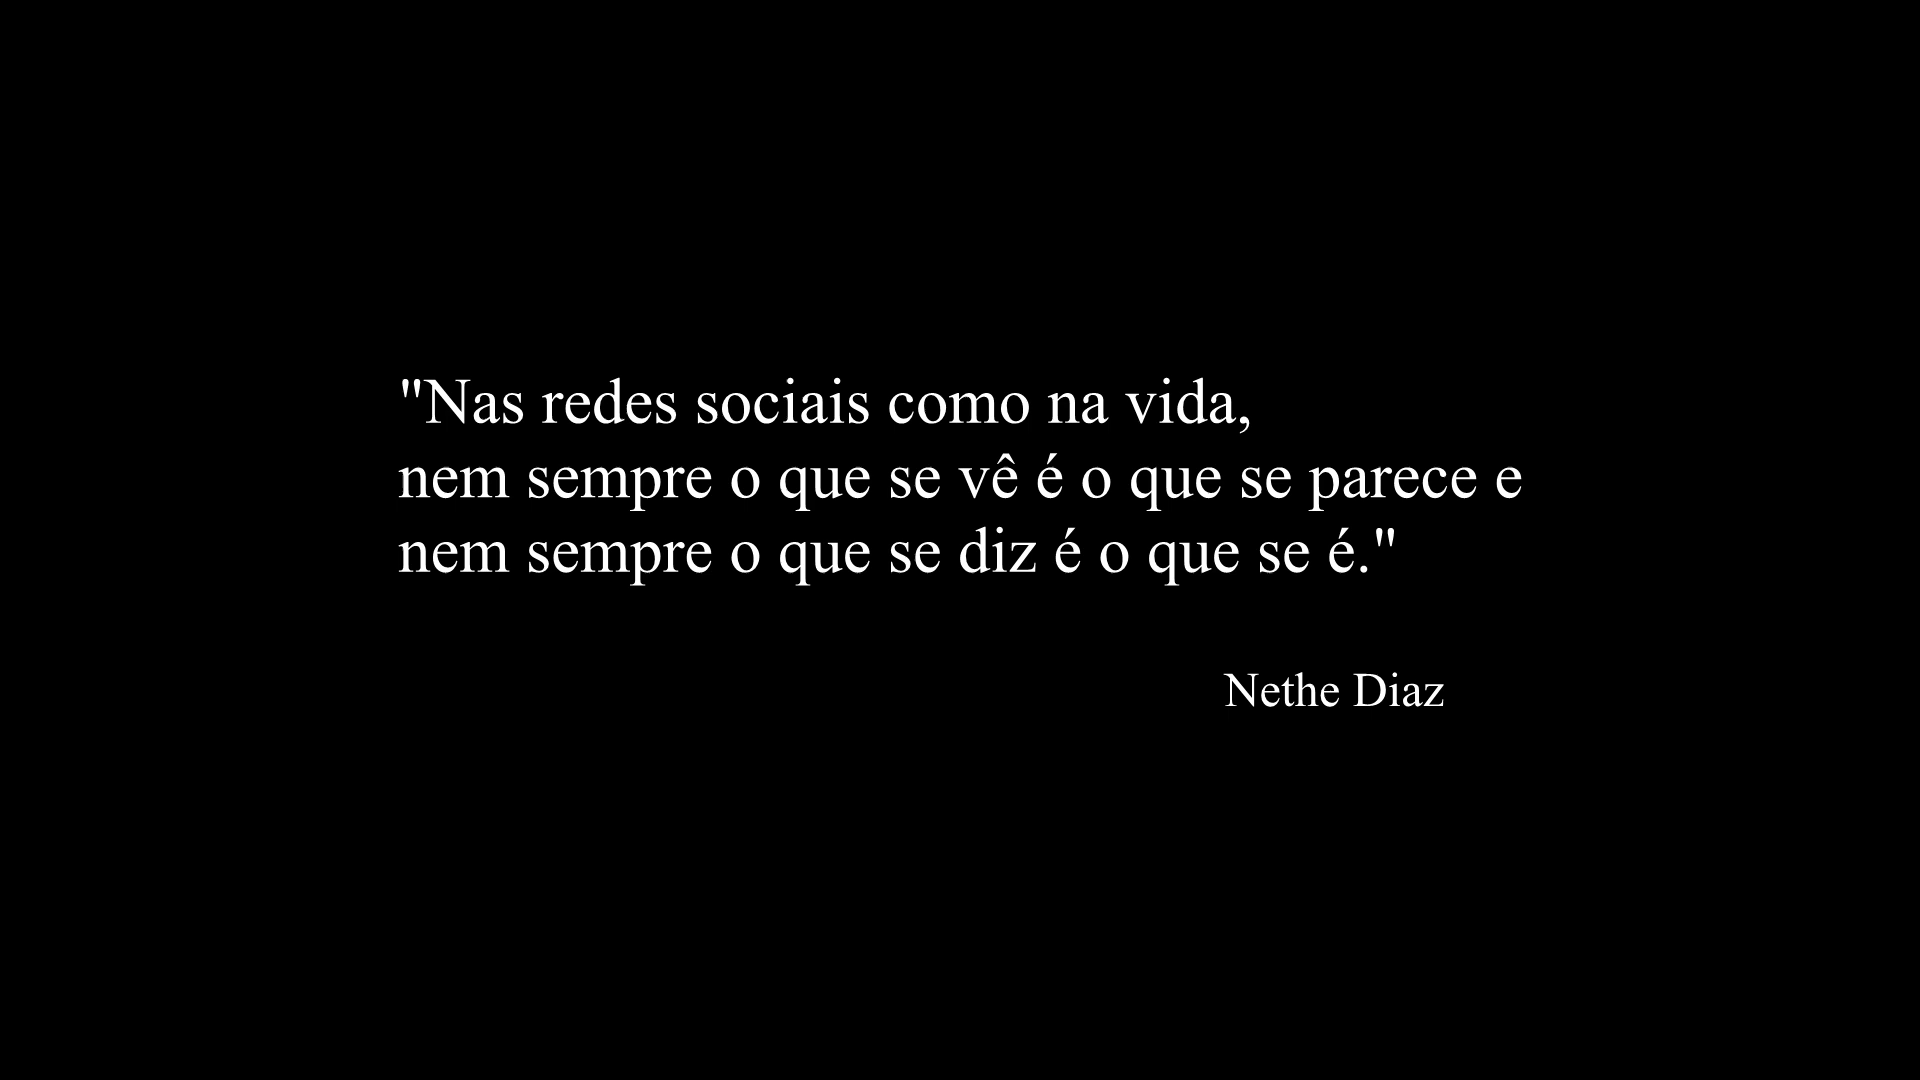 "Nas redes sociais como na vida,
nem sempre o que se vê é o que se parece e
nem sempre o que se diz é o que se é."
Nethe Diaz